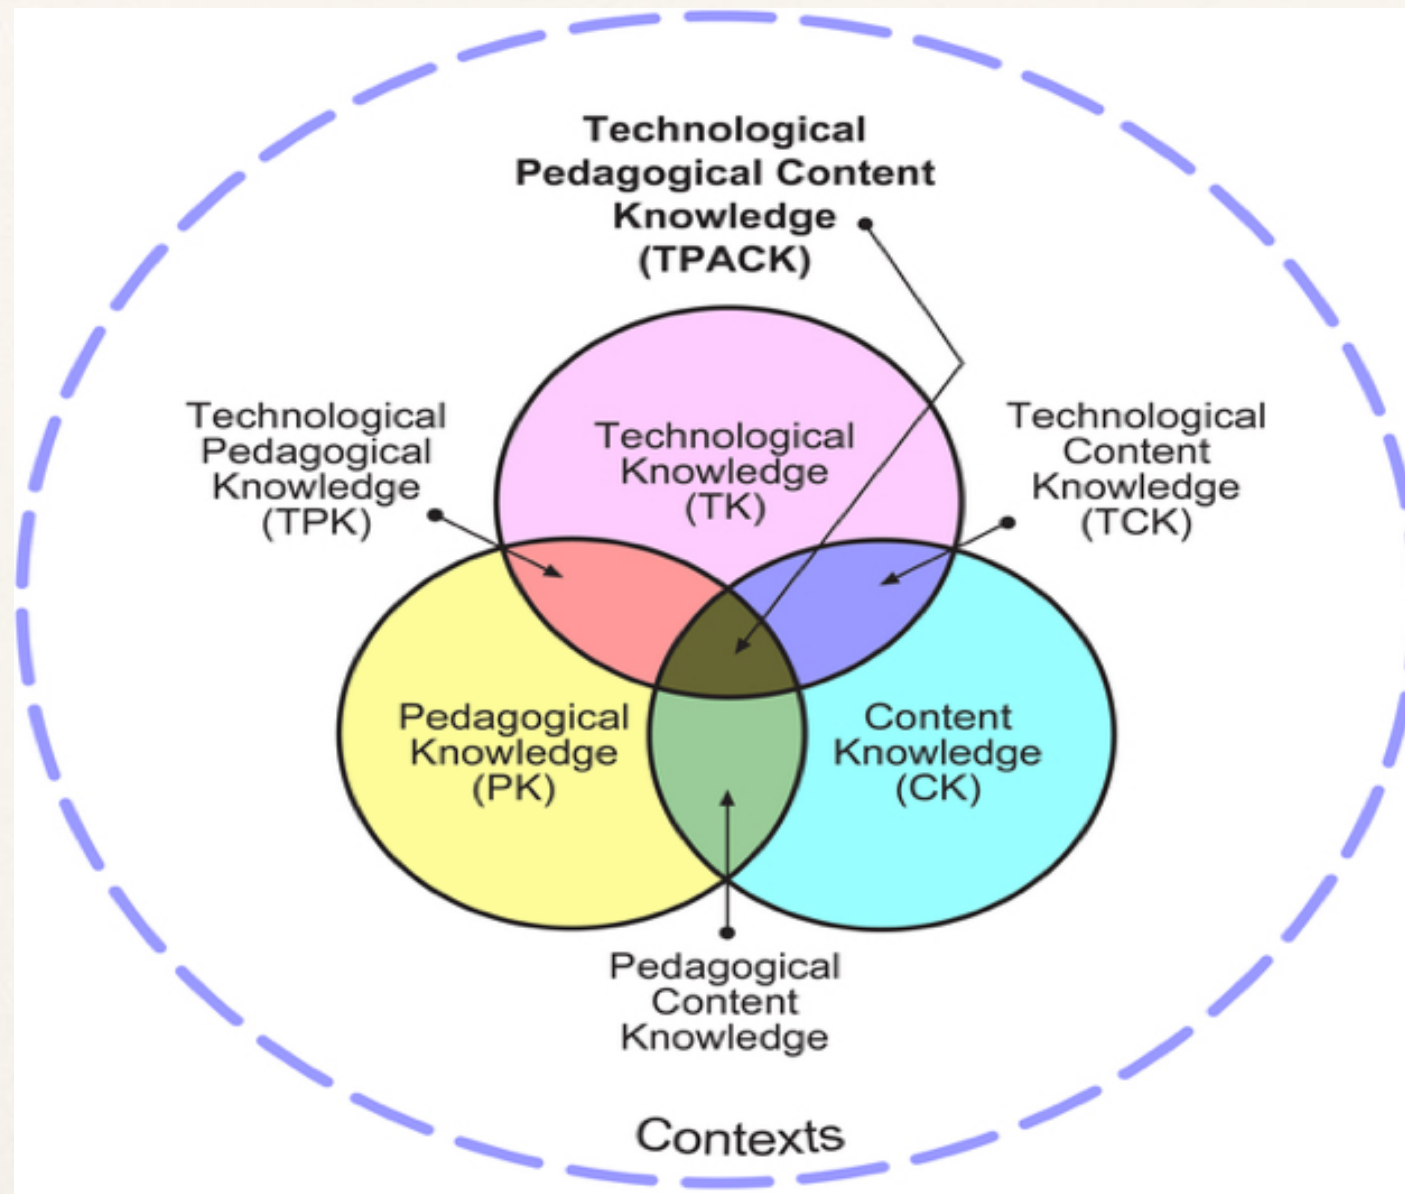 Technological
Pedagogical Content
Knowledge
(TPACK)
Technological
Pedagogical
Knowledge
(TPK)
Technological
Knowledge
(TK)
Technological
Content
Knowledge
(TCK)
Pedagogical
Knowledge
(PK)
Content
Knowledge
(CK)
Pedagogical
Content
Knowledge
Contexts